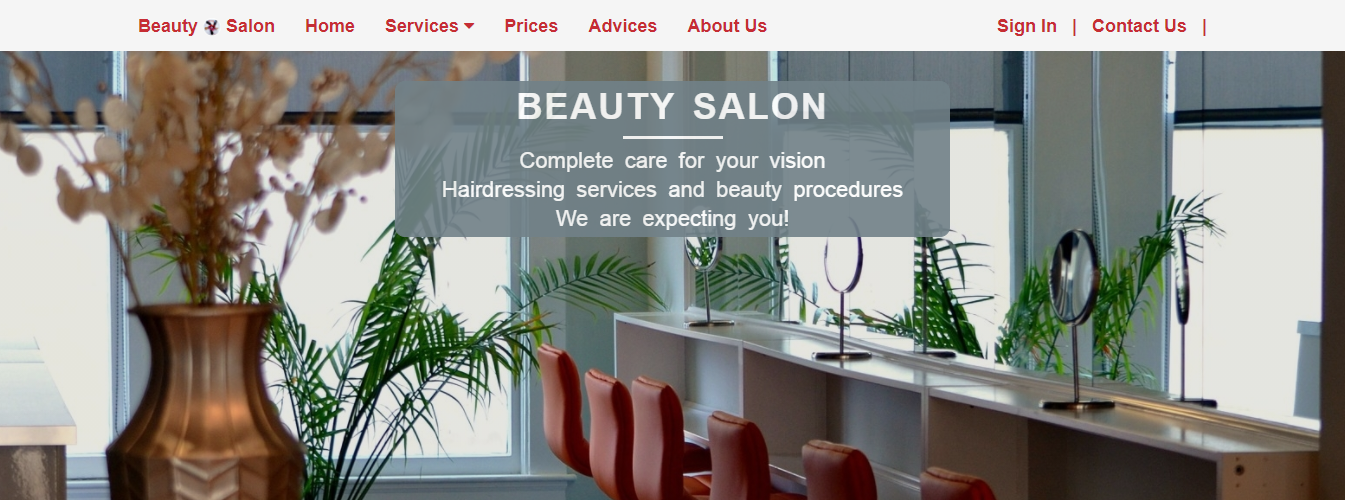 Beauty Salon Home Services Prices Advices About Us Sign In | Contact Us |
BEAUTY SALON
Complete care for your vision
Hairdressing services and beauty procedures
We are expecting you!